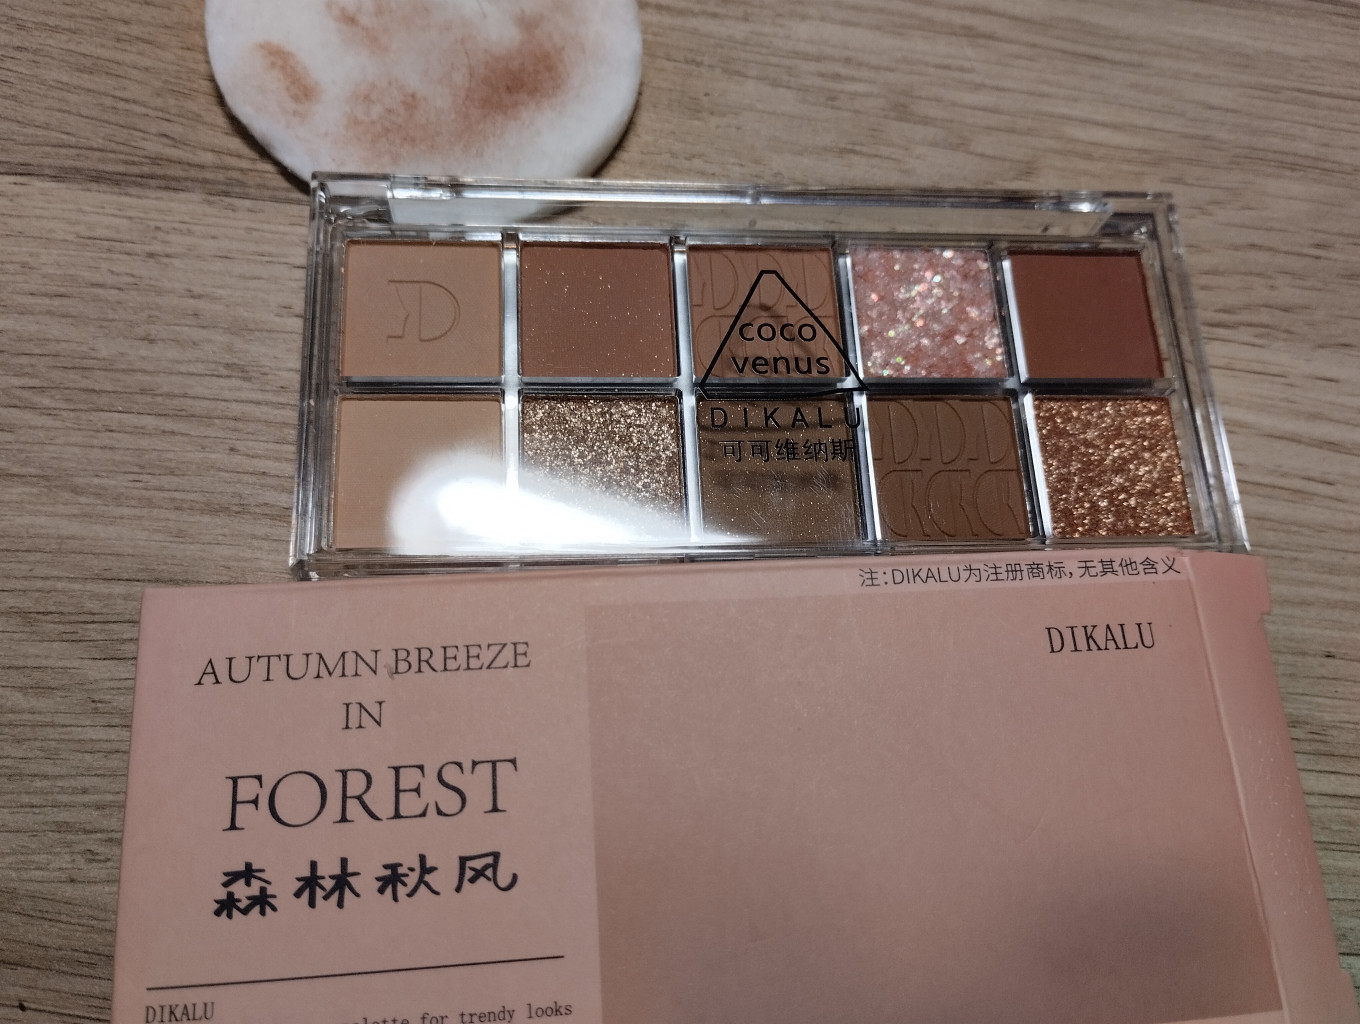 coco
venus
DIKALU
可可维纳斯
注:DIKALU为注册商标,无其他含义
DIKALU
AUTUMN BREEZE
IN
FOREST
森林秋风
DIKALU
for trendy looks